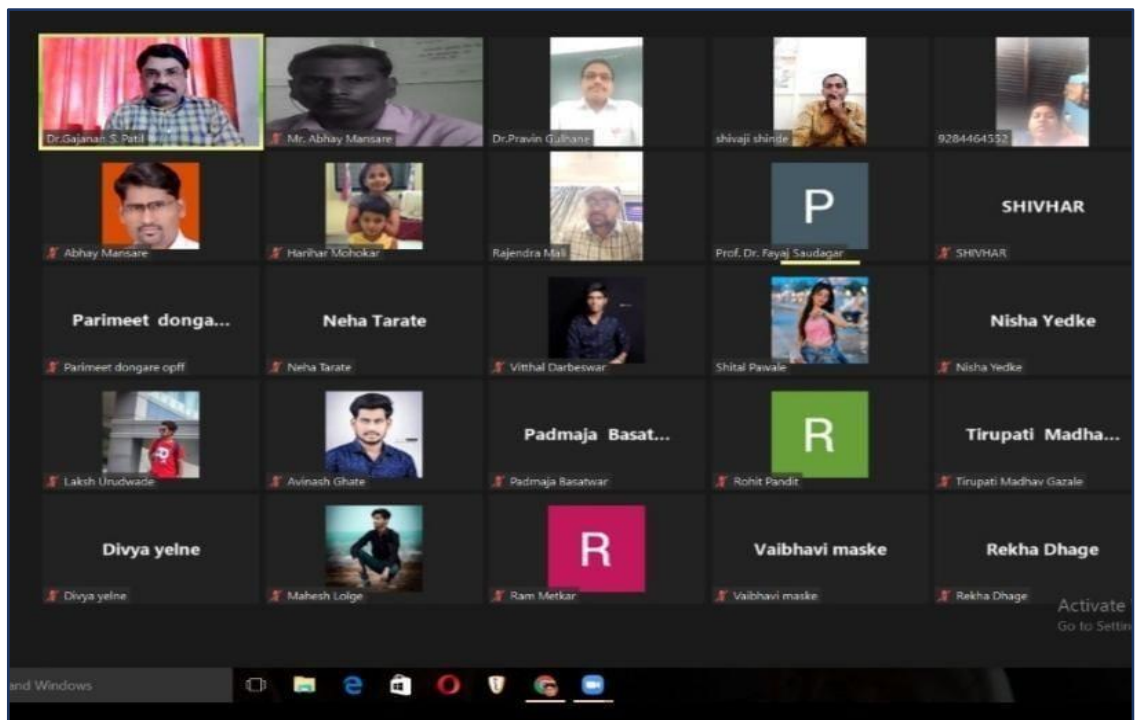 Dr.Gajanan S. Patil
Mr. Abhay Mansare
Dr.Pravin Gulhane
shivaji shinde
9284464552
Abhay Mansare
Harihar Mohokar
Rajendra Mali
P
Prof. Dr. Fayaj Saudagar
SHIVHAR
SHIVHAR
Parimeet donga...
Parimeet dongare opff
Neha Tarate
Neha Tarate
Vitthal Darbeswar
Shital Pawale
Nisha Yedke
Nisha Yedke
Laksh Urudwade
Avinash Ghate
Padmaja Basat...
Padmaja Basatwar
R
Rohit Pandit
Tirupati Madha...
Tirupati Madhav Gazale
Divya yelne
Divya yelne
Mahesh Lolge
R
Ram Metkar
Vaibhavi maske
Vaibhavi maske
Rekha Dhage
Rekha Dhage
Activate
Go to Settin
and Windows